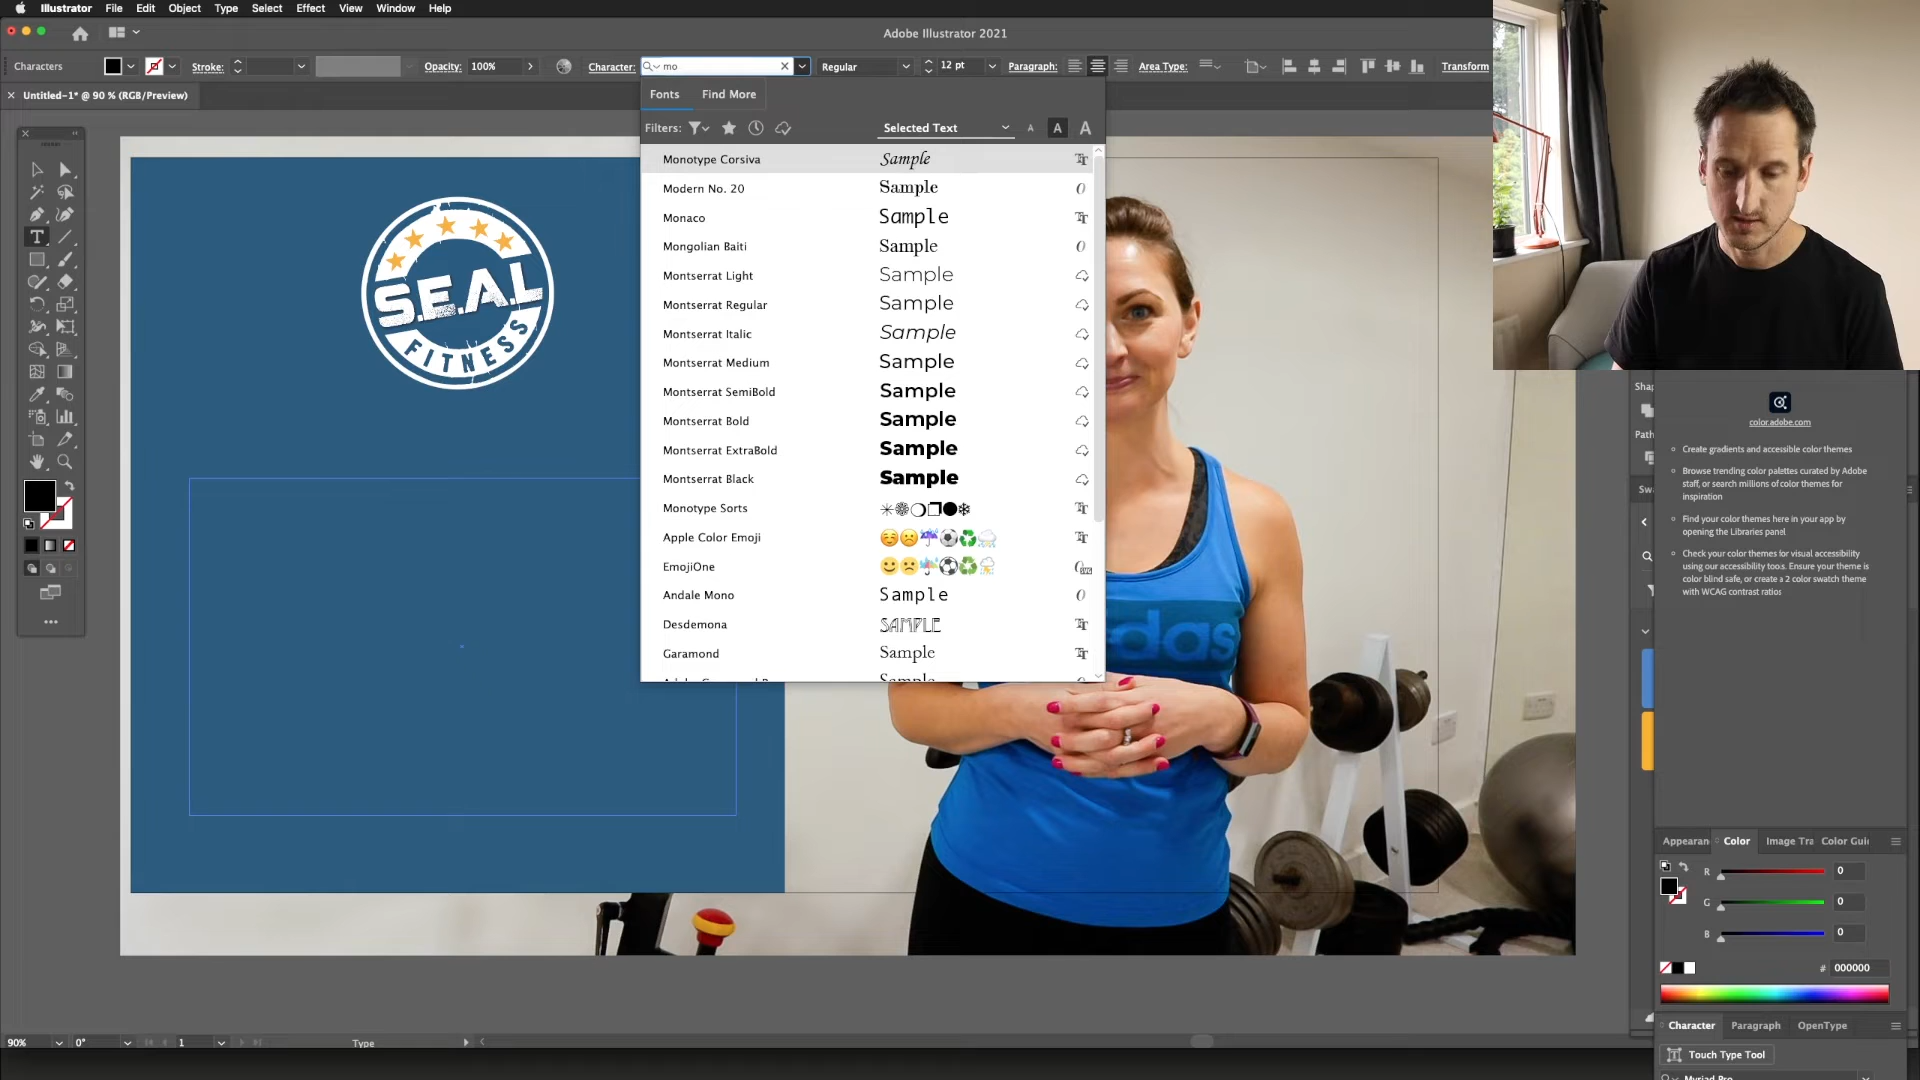 Illustrator File Edit Object Type Select Effect View Window Help
Adobe Illustrator 2021
Characters Stroke: Opacity: 100% Character: mo Regular 12 pt Paragraph: Area Type: Transform
Untitled-1* @ 90 % (RGB/Preview)
Fonts Find More
Filters: Selected Text A A A
Monotype Corsiva Sample
Modern No. 20 Sample
Monaco Sample
Mongolian Baiti Sample
Montserrat Light Sample
Montserrat Regular Sample
Montserrat Italic Sample
Montserrat Medium Sample
Montserrat SemiBold Sample
Montserrat Bold Sample
Montserrat ExtraBold Sample
Montserrat Black Sample
Monotype Sorts
Apple Color Emoji
EmojiOne
Andale Mono Sample
Desdemona SAMPLE
Garamond Sample
S.E.A.L
FITNESS
color.adobe.com
Create gradients and accessible color themes
Browse trending color palettes curated by Adobe
staff, or search millions of color themes for
inspiration
Find your color themes here in your app by
opening the Libraries panel
Check your color themes for visual accessibility
using our accessibility tools. Ensure your theme is
color blind safe, or create a 2 color swatch theme
with WCAG contrast ratios
Shap
Path
Sw
Appearan Color Image Tra Color Gui
R 0
G 0
B 0
# 000000
Character Paragraph OpenType
Touch Type Tool
Myriad Pro
90% 0° 1 Type